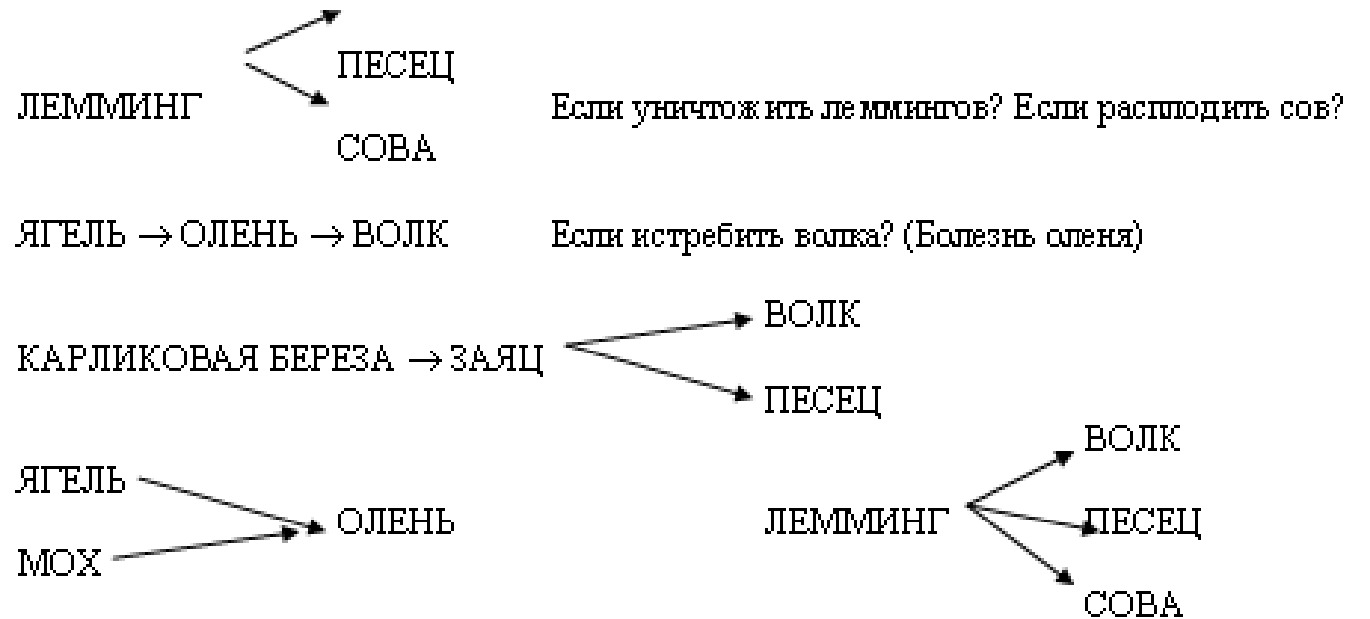 ПЕСЕЦ
ЛЕММИНГ Если уничтожить леммингов? Если расплодить сов?
СОВА
ЯГЕЛЬ → ОЛЕНЬ → ВОЛК Если истребить волка? (Болезнь оленя)
ВОЛК
КАРЛИКОВАЯ БЕРЕЗА → ЗАЯЦ
ПЕСЕЦ
ВОЛК
ЯГЕЛЬ
ОЛЕНЬ ЛЕММИНГ ПЕСЕЦ
МОХ
СОВА